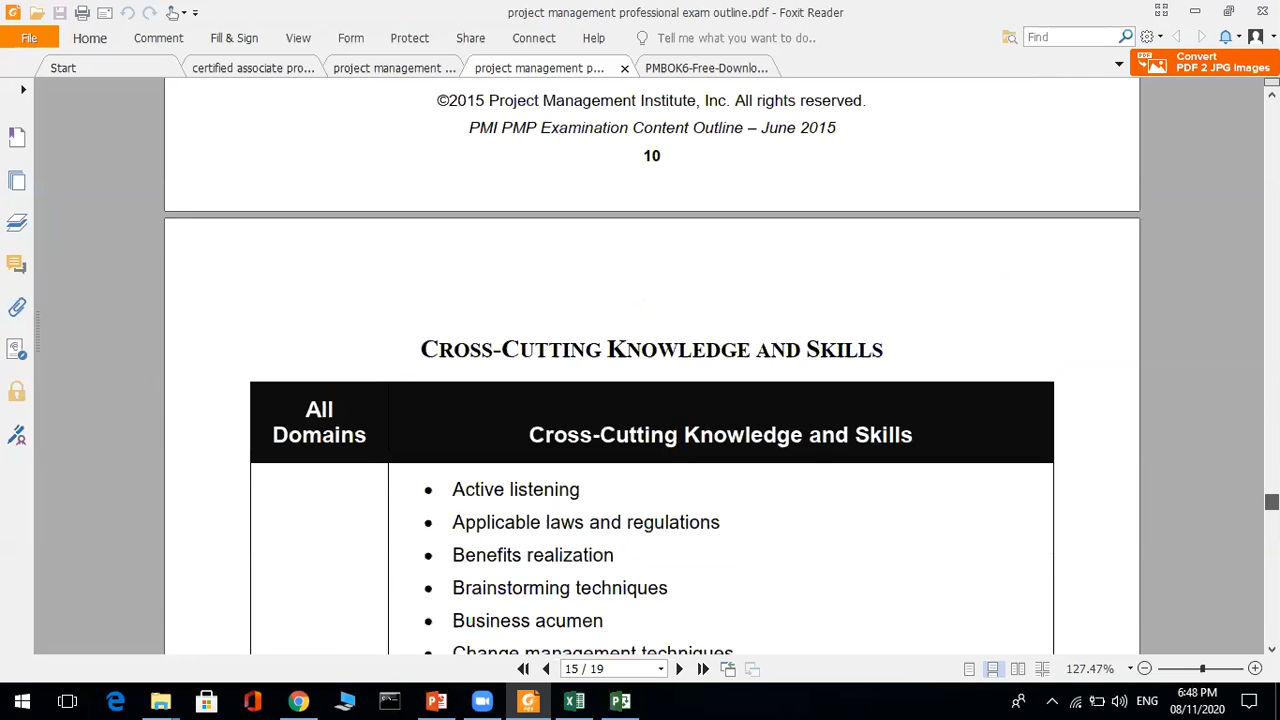 project management professional exam outline.pdf - Foxit Reader
File Home Comment Fill & Sign View Form Protect Share Connect Help Tell me what you want to do.. Find
Start certified associate pro... project management ... project management p... PMBOK6-Free-Downlo... Convert
PDF 2 JPG Images
©2015 Project Management Institute, Inc. All rights reserved.
PMI PMP Examination Content Outline – June 2015
10
CROSS-CUTTING KNOWLEDGE AND SKILLS
All
Domains
Cross-Cutting Knowledge and Skills
• Active listening
• Applicable laws and regulations
• Benefits realization
• Brainstorming techniques
• Business acumen
• Change management techniques
15 / 19 127.47%
ENG 6:48 PM
08/11/2020